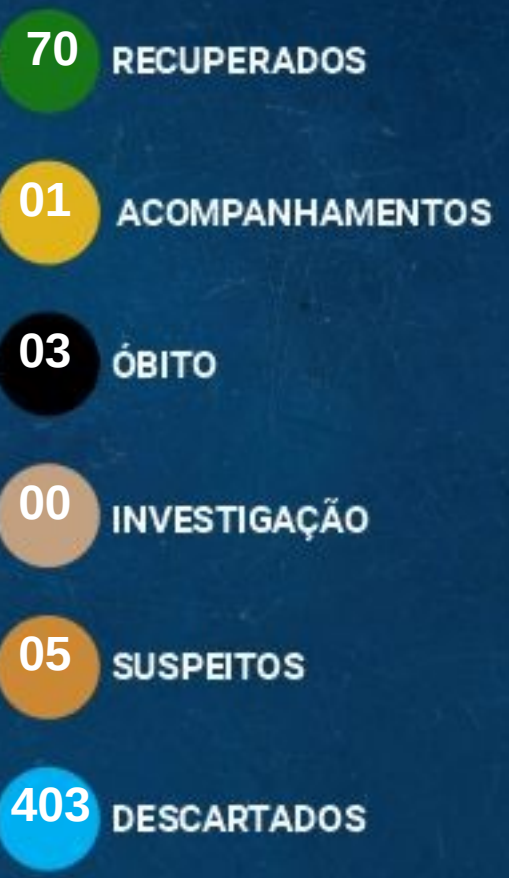 70 RECUPERADOS
01 ACOMPANHAMENTOS
03 ÓBITO
00 INVESTIGAÇÃO
05 SUSPEITOS
403 DESCARTADOS